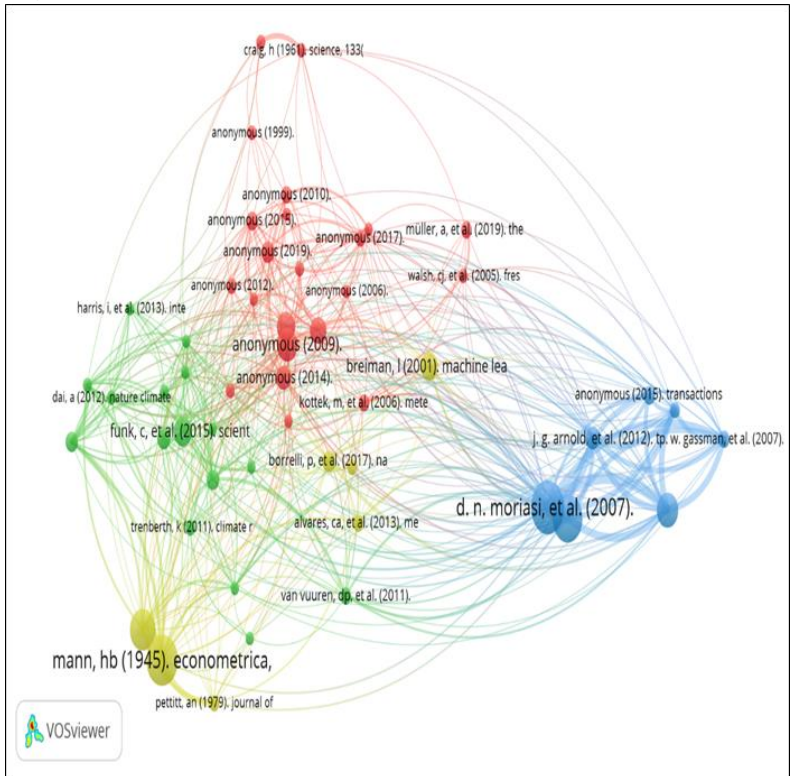 craig, h (1961). science, 133(
anonymous (1999).
anonymous (2010).
anonymous (2015).
anonymous (2017).
müller, a, et al. (2019). the
anonymous (2019).
walsh, cj, et al. (2005). fres
anonymous (2012).
anonymous (2006).
harris, i, et al. (2013). inte
anonymous (2009).
breiman, l (2001). machine lea
anonymous (2014).
dai, a (2012). nature climate
kottek, m, et al. (2006). mete
anonymous (2015). transactions
funk, c, et al. (2015). scient
j. g. arnold, et al. (2012). tp. w. gassman, et al. (2007).
borrelli, p, et al. (2017). na
d. n. moriasi, et al. (2007).
trenberth, k (2011). climate r
alvares, ca, et al. (2013), me
van vuuren, dp, et al. (2011).
mann, hb (1945). econometrica,
pettitt, an (1979). journal of
VOSviewer